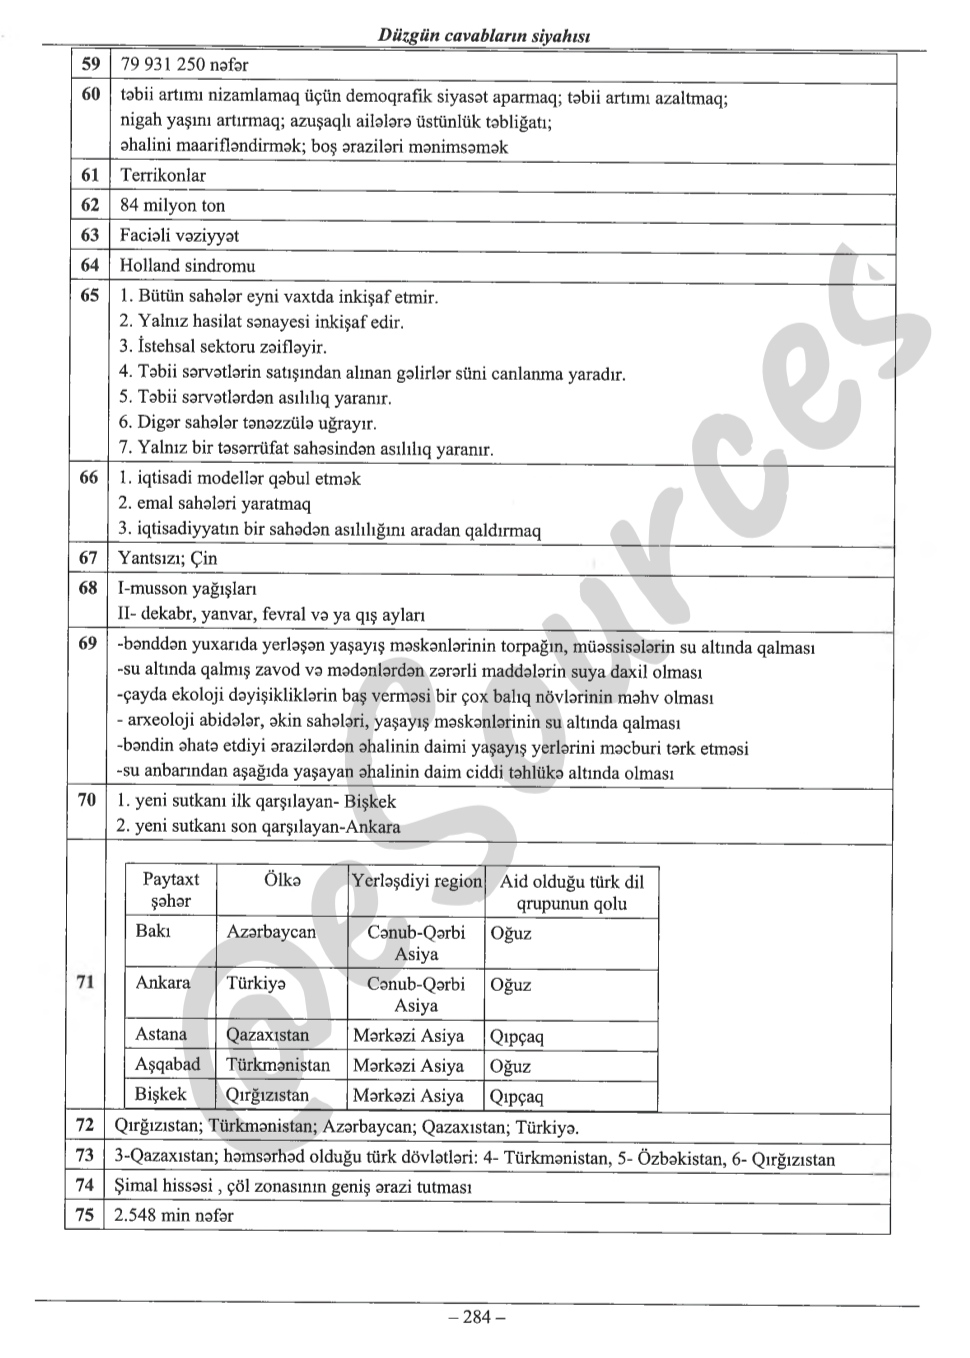 Düzgün cavabların siyahısı
59 79 931 250 nəfər
60 təbii artımı nizamlamaq üçün demoqrafik siyasət aparmaq; təbii artımı azaltmaq;
nigah yaşını artırmaq; azuşaqlı ailələrə üstünlük təbliğatı;
əhalini maarifləndirmək; boş əraziləri mənimsəmək
61 Terrikonlar
62 84 milyon ton
63 Faciəli vəziyyət
64 Holland sindromu
65 1. Bütün sahələr eyni vaxtda inkişaf etmir.
2. Yalnız hasilat sənayesi inkişaf edir.
3. İstehsal sektoru zəifləyir.
4. Təbii sərvətlərin satışından alınan gəlirlər süni canlanma yaradır.
5. Təbii sərvətlərdən asılılıq yaranır.
6. Digər sahələr tənəzzülə uğrayır.
7. Yalnız bir təsərrüfat sahəsindən asılılıq yaranır.
66 1. iqtisadi modellər qəbul etmək
2. emal sahələri yaratmaq
3. iqtisadiyyatın bir sahədən asılılığını aradan qaldırmaq
67 Yantsızı; Çin
68 I-musson yağışları
II- dekabr, yanvar, fevral və ya qış ayları
69 -bənddən yuxarıda yerləşən yaşayış məskənlərinin torpağın, müəssisələrin su altında qalması
-su altında qalmış zavod və mədənlərdən zərərli maddələrin suya daxil olması
-çayda ekoloji dəyişikliklərin baş verməsi bir çox balıq növlərinin məhv olması
- arxeoloji abidələr, əkin sahələri, yaşayış məskənlərinin su altında qalması
-bəndin əhatə etdiyi ərazilərdən əhalinin daimi yaşayış yerlərini məcburi tərk etməsi
-su anbarından aşağıda yaşayan əhalinin daim ciddi təhlükə altında olması
70 1. yeni sutkanı ilk qarşılayan- Bişkek
2. yeni sutkanı son qarşılayan-Ankara
71
Paytaxt şəhər Ölkə Yerləşdiyi region Aid olduğu türk dil qrupunun qolu
Bakı Azərbaycan Cənub-Qərbi Asiya Oğuz
Ankara Türkiyə Cənub-Qərbi Asiya Oğuz
Astana Qazaxıstan Mərkəzi Asiya Qıpçaq
Aşqabad Türkmənistan Mərkəzi Asiya Oğuz
Bişkek Qırğızıstan Mərkəzi Asiya Qıpçaq
72 Qırğızıstan; Türkmənistan; Azərbaycan; Qazaxıstan; Türkiyə.
73 3-Qazaxıstan; həmsərhəd olduğu türk dövlətləri: 4- Türkmənistan, 5- Özbəkistan, 6- Qırğızıstan
74 Şimal hissəsi , çöl zonasının geniş ərazi tutması
75 2.548 min nəfər
– 284 –
@eSources